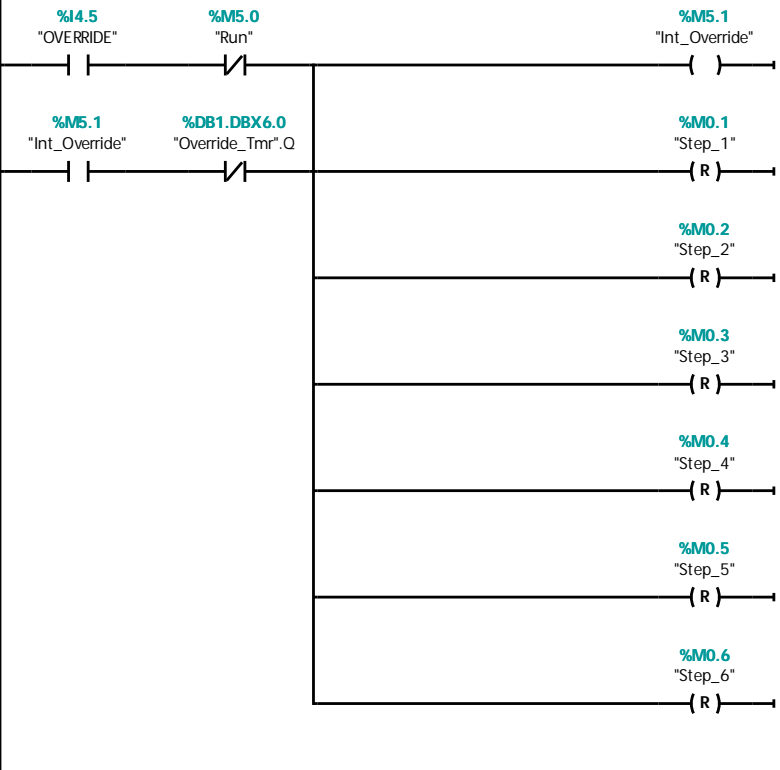 %I4.5 %M5.0 %M5.1
"OVERRIDE" "Run" "Int_Override"
%M5.1 %DB1.DBX6.0 %M0.1
"Int_Override" "Override_Tmr".Q "Step_1"
R
%M0.2
"Step_2"
R
%M0.3
"Step_3"
R
%M0.4
"Step_4"
R
%M0.5
"Step_5"
R
%M0.6
"Step_6"
R